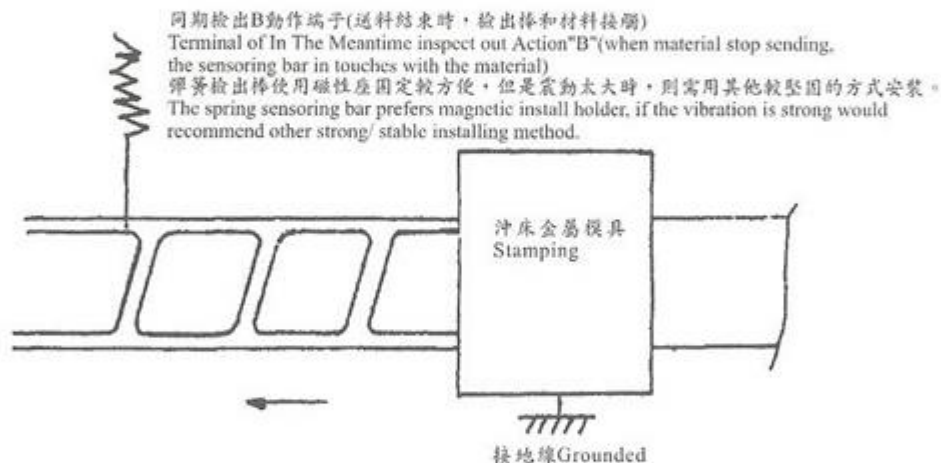 同期檢出B動作端子(送料結束時，檢出棒和材料接觸)
Terminal of In The Meantime inspect out Action"B"(when material stop sending,
the sensoring bar in touches with the material)
彈簧檢出棒使用磁性座固定較方便，但是震動太大時，則需用其他較堅固的方式安裝。
The spring sensoring bar prefers magnetic install holder, if the vibration is strong would
recommend other strong/ stable installing method.
沖床金屬模具
Stamping
接地線Grounded